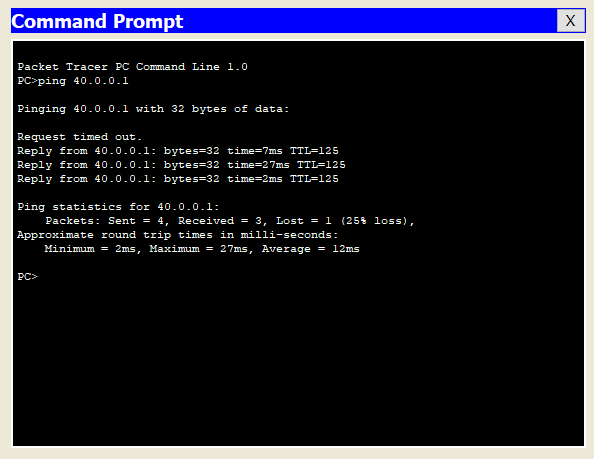 Command Prompt X
Packet Tracer PC Command Line 1.0
PC>ping 40.0.0.1
Pinging 40.0.0.1 with 32 bytes of data:
Request timed out.
Reply from 40.0.0.1: bytes=32 time=7ms TTL=125
Reply from 40.0.0.1: bytes=32 time=27ms TTL=125
Reply from 40.0.0.1: bytes=32 time=2ms TTL=125
Ping statistics for 40.0.0.1:
Packets: Sent = 4, Received = 3, Lost = 1 (25% loss),
Approximate round trip times in milli-seconds:
Minimum = 2ms, Maximum = 27ms, Average = 12ms
PC>